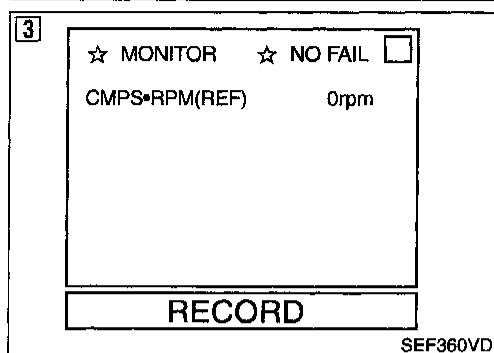 3
☆ MONITOR ☆ NO FAIL
CMPS•RPM(REF) 0rpm
RECORD
SEF360VD